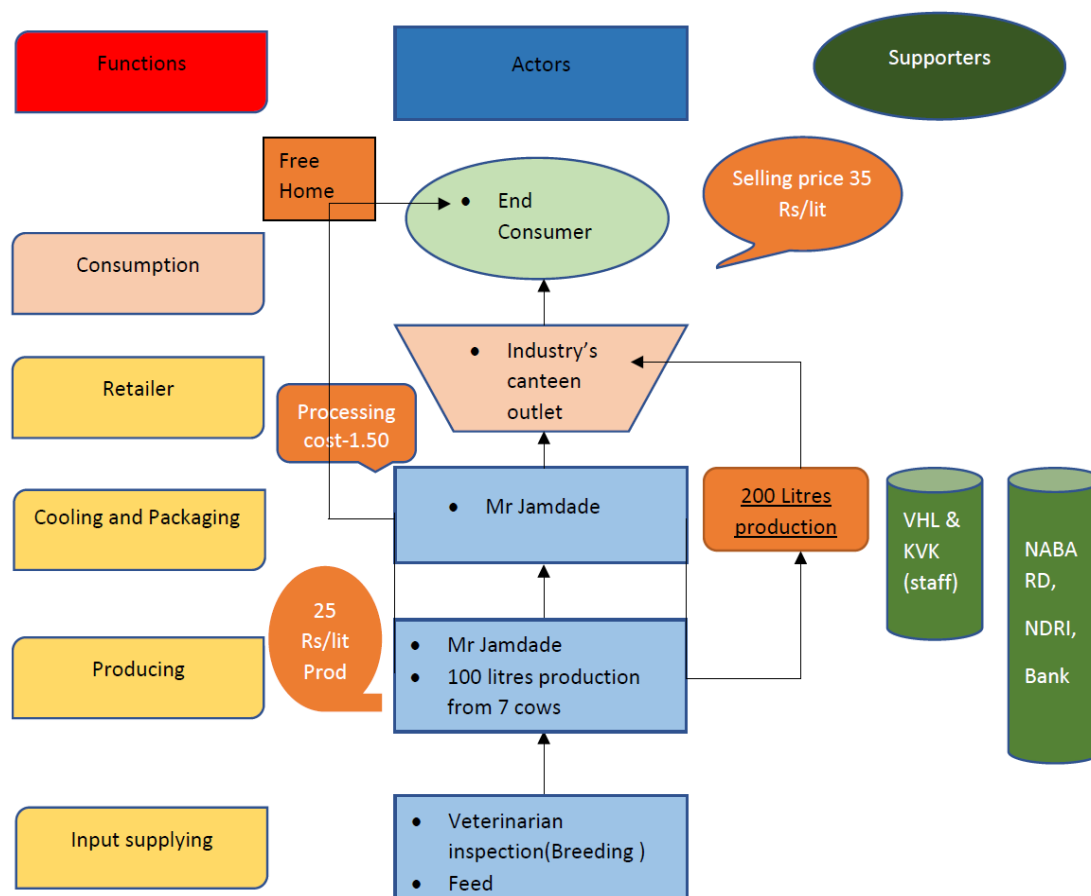 Functions
Actors
Supporters
Free
Home
• End
Consumer
Selling price 35
Rs/lit
Consumption
• Industry’s
canteen
outlet
Retailer
Processing
cost-1.50
Cooling and Packaging
• Mr Jamdade
200 Litres
production
VHL &
KVK
(staff)
NABA
RD,
NDRI,
Bank
25
Rs/lit
Prod
Producing
• Mr Jamdade
• 100 litres production
from 7 cows
Input supplying
• Veterinarian
inspection(Breeding )
• Feed